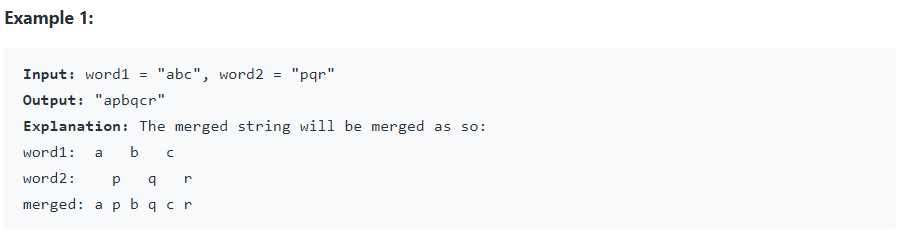 Example 1:
Input: word1 = "abc", word2 = "pqr"
Output: "apbqcr"
Explanation: The merged string will be merged as so:
word1:  a   b   c
word2:    p   q   r
merged: a p b q c r